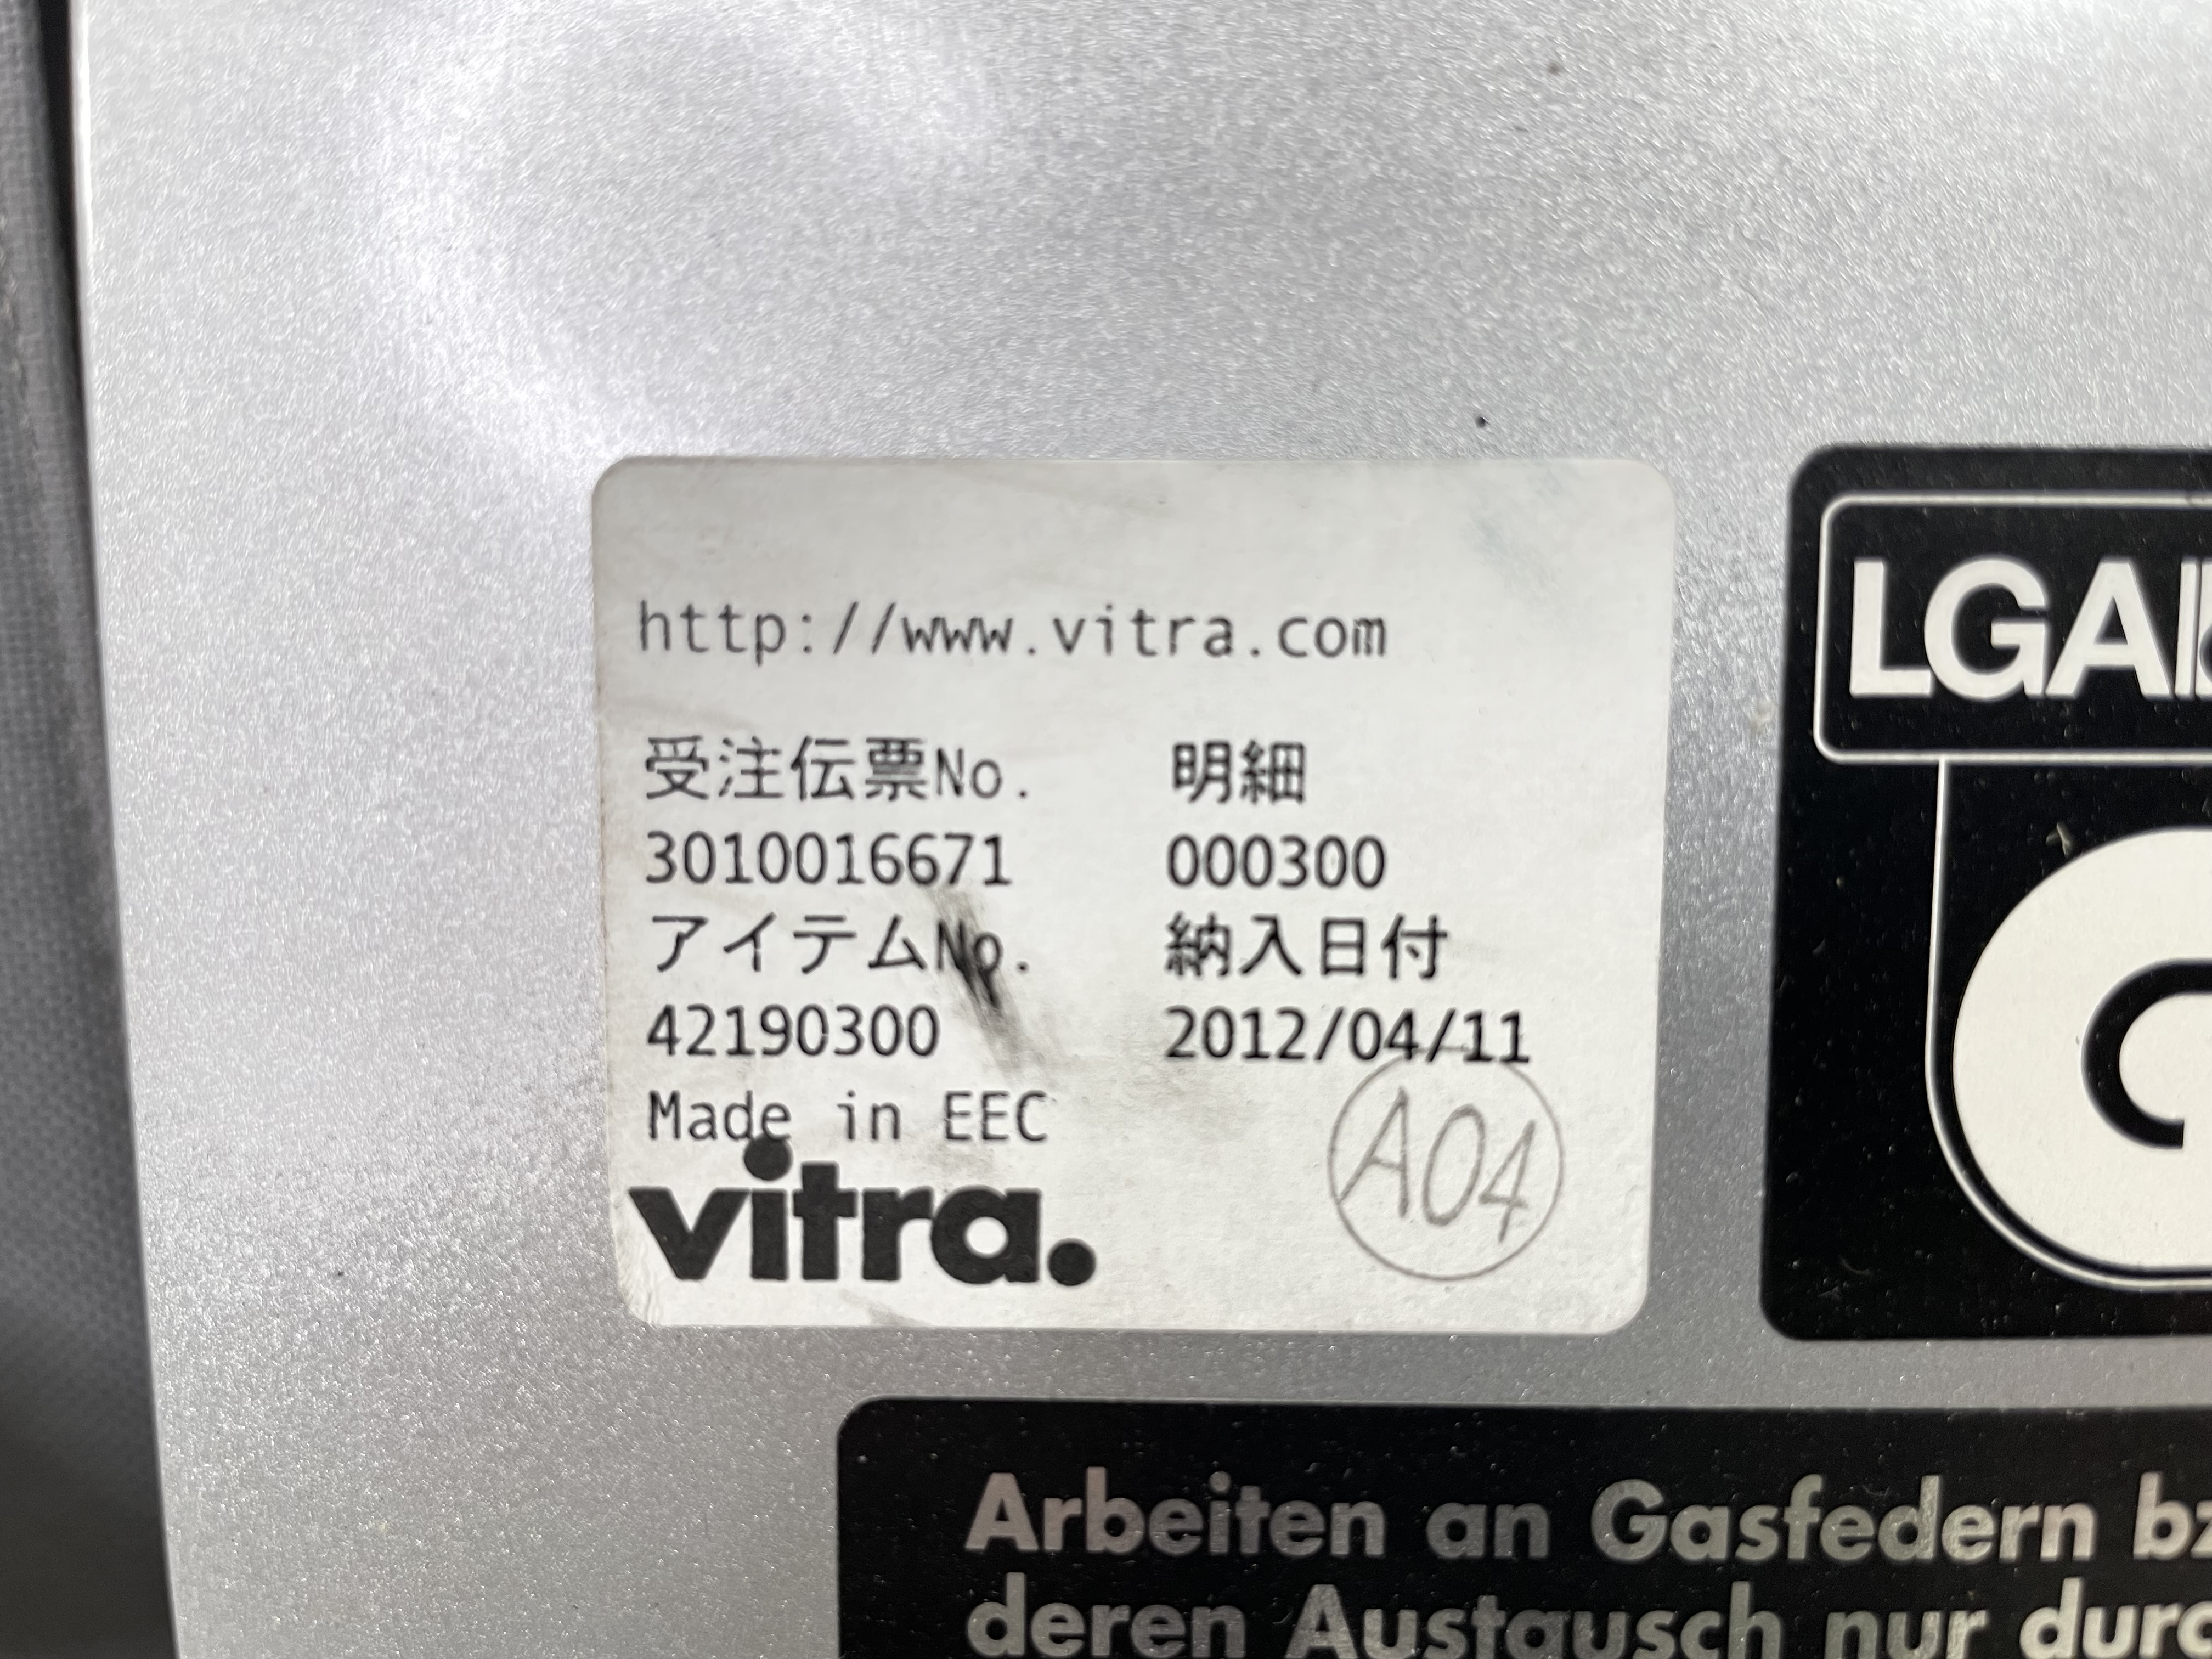 http://www.vitra.com
受注伝票No. 明細
3010016671 000300
アイテムNo. 納入日付
42190300 2012/04/11
Made in EEC
vitra.
A04
LGA
Arbeiten an Gasfedern
deren Austausch nur